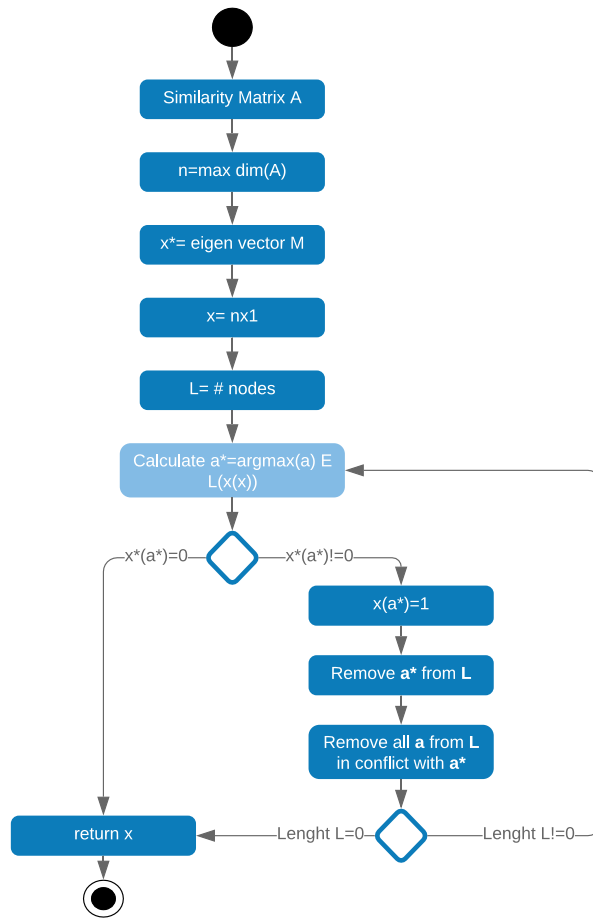 Similarity Matrix A
n=max dim(A)
x*= eigen vector M
x= nx1
L= # nodes
Calculate a*=argmax(a) E
L(x(x))
x*(a*)=0
x*(a*)!=0
x(a*)=1
Remove a* from L
Remove all a from L
in conflict with a*
return x
Lenght L=0
Lenght L!=0